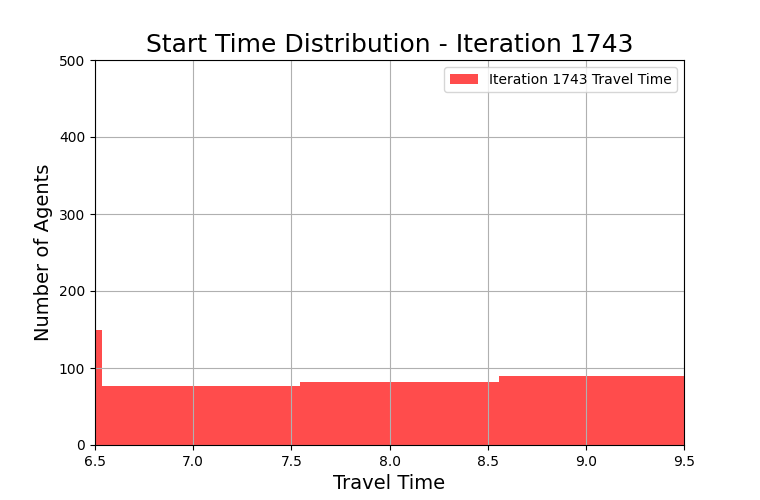 Start Time Distribution - Iteration 1743
Iteration 1743 Travel Time
Number of Agents
500
400
300
200
100
0
6.5 7.0 7.5 8.0 8.5 9.0 9.5
Travel Time